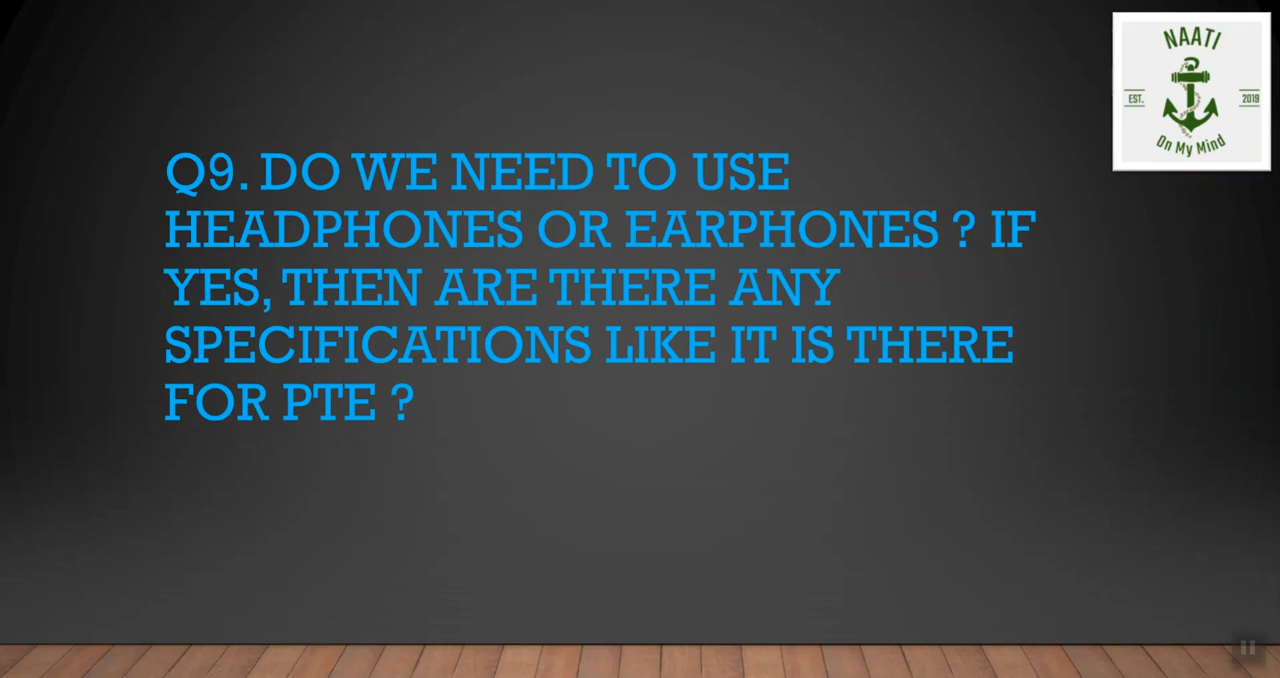 NAATI
EST. 2019
On My Mind
Q9. DO WE NEED TO USE
HEADPHONES OR EARPHONES ? IF
YES, THEN ARE THERE ANY
SPECIFICATIONS LIKE IT IS THERE
FOR PTE ?